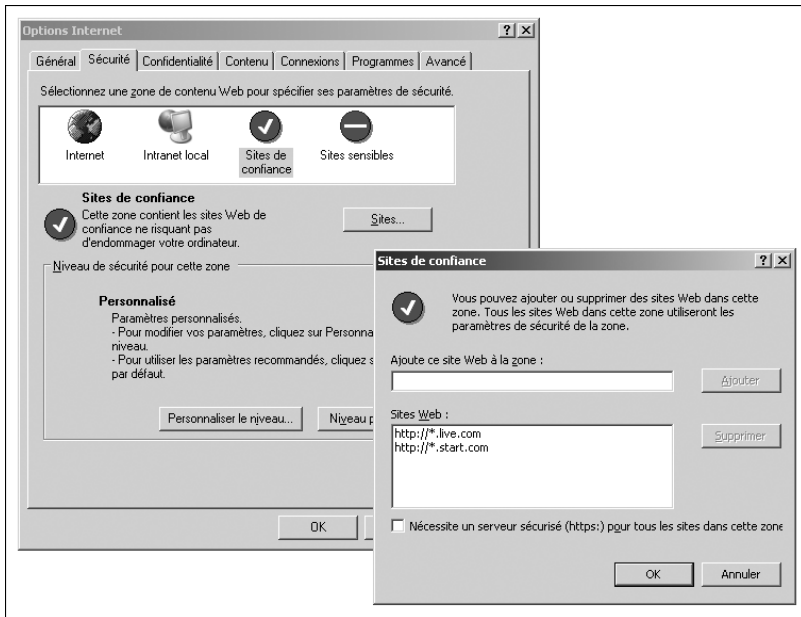 Options Internet
Général Sécurité Confidentialité Contenu Connexions Programmes Avancé
Sélectionnez une zone de contenu Web pour spécifier ses paramètres de sécurité.
Internet Intranet local Sites de confiance Sites sensibles
Sites de confiance
Cette zone contient les sites Web de
confiance ne risquant pas
d'endommager votre ordinateur.
Sites...
Niveau de sécurité pour cette zone
Personnalisé
Paramètres personnalisés.
- Pour modifier vos paramètres, cliquez sur Personna
niveau.
- Pour utiliser les paramètres recommandés, cliquez s
par défaut.
Personnaliser le niveau... Niveau p
OK
Sites de confiance
Vous pouvez ajouter ou supprimer des sites Web dans cette
zone. Tous les sites Web dans cette zone utiliseront les
paramètres de sécurité de la zone.
Ajoute ce site Web à la zone :
Ajouter
Sites Web :
http://*.live.com
http://*.start.com
Supprimer
Nécessite un serveur sécurisé (https:) pour tous les sites dans cette zone
OK Annuler